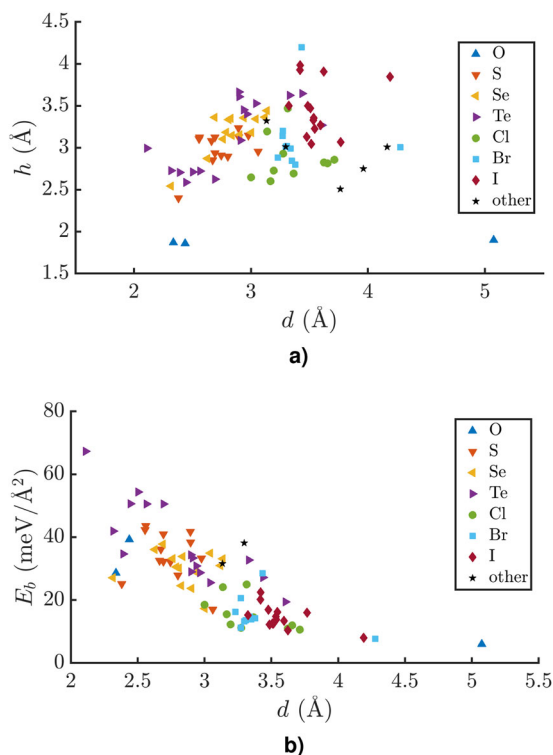 4.5
4
3.5
3
2.5
2
1.5
h (Å)
2
3
4
5
d (Å)
O
S
Se
Te
Cl
Br
I
other
a)
80
60
40
20
0
E_b (meV/Å²)
2
2.5
3
3.5
4
4.5
5
5.5
d (Å)
O
S
Se
Te
Cl
Br
I
other
b)